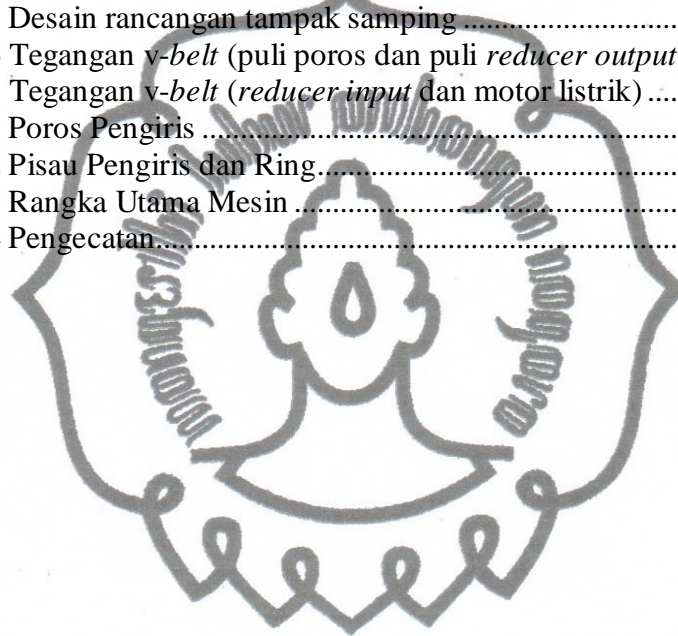 Desain rancangan tampak samping ..............................
Tegangan v-belt (puli poros dan puli reducer output
Tegangan v-belt (reducer input dan motor listrik) ....
Poros Pengiris ......................................................................
Pisau Pengiris dan Ring....................................................
Rangka Utama Mesin ........................................................
Pengecatan............................................................................